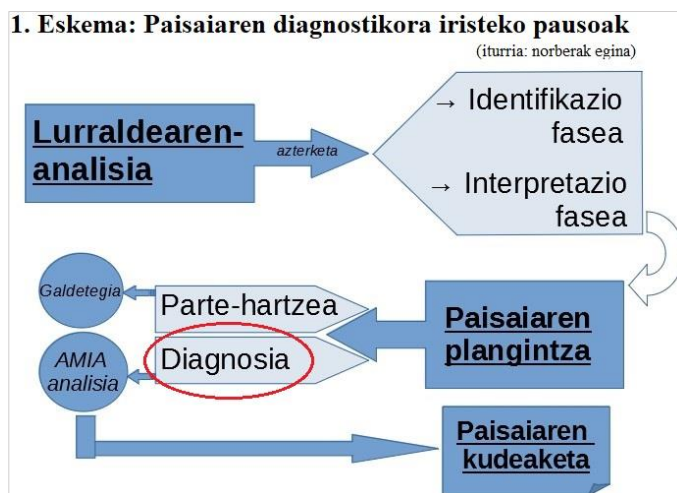 1. Eskema: Paisaiaren diagnostikora iristeko pausoak
(iturria: norberak egina)
Lurraldearen-
analisia
azterketa
→ Identifikazio
fasea
→ Interpretazio
fasea
Galdetegia
Parte-hartzea
AMIA
analisia
Diagnosia
Paisaiaren
plangintza
Paisaiaren
kudeaketa